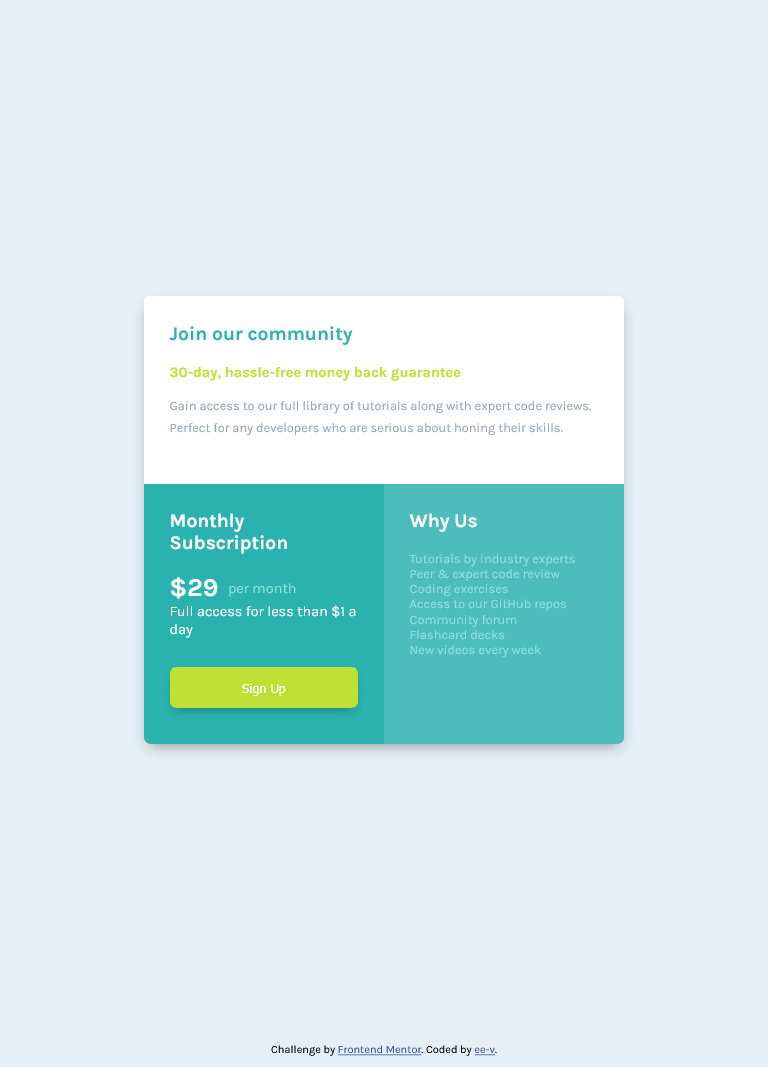 Join our community
30-day, hassle-free money back guarantee
Gain access to our full library of tutorials along with expert code reviews.
Perfect for any developers who are serious about honing their skills.
Monthly
Subscription
$29 per month
Full access for less than $1 a
day
Sign Up
Why Us
Tutorials by industry experts
Peer & expert code review
Coding exercises
Access to our GitHub repos
Community forum
Flashcard decks
New videos every week
Challenge by Frontend Mentor. Coded by ee-v.